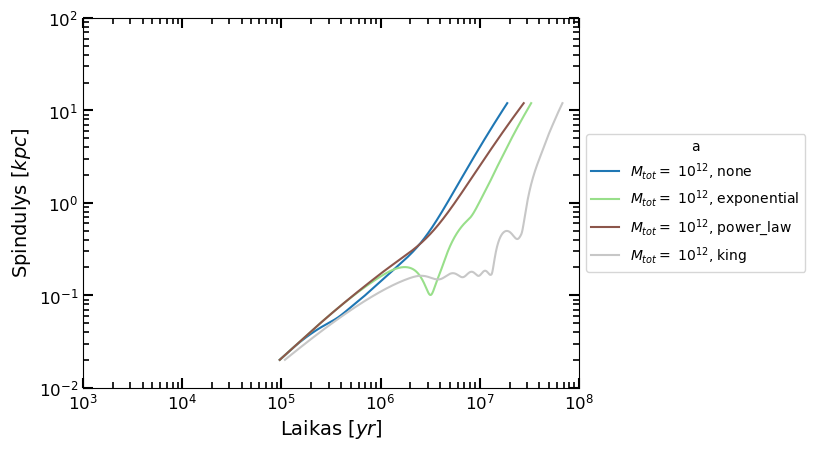 10²
10¹
10⁰
10⁻¹
10⁻²
Spindulys [kpc]
10³ 10⁴ 10⁵ 10⁶ 10⁷ 10⁸
Laikas [yr]
a
M_tot = 10¹², none
M_tot = 10¹², exponential
M_tot = 10¹², power_law
M_tot = 10¹², king